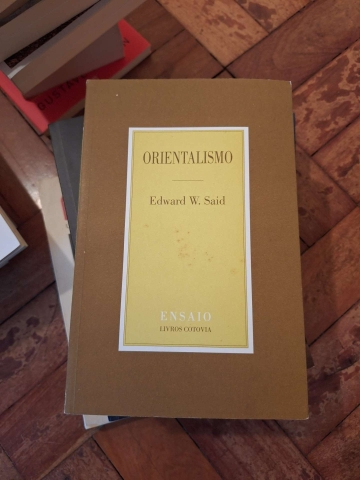 ORIENTALISMO
Edward W. Said
ENSAIO
LIVROS COTOVIA